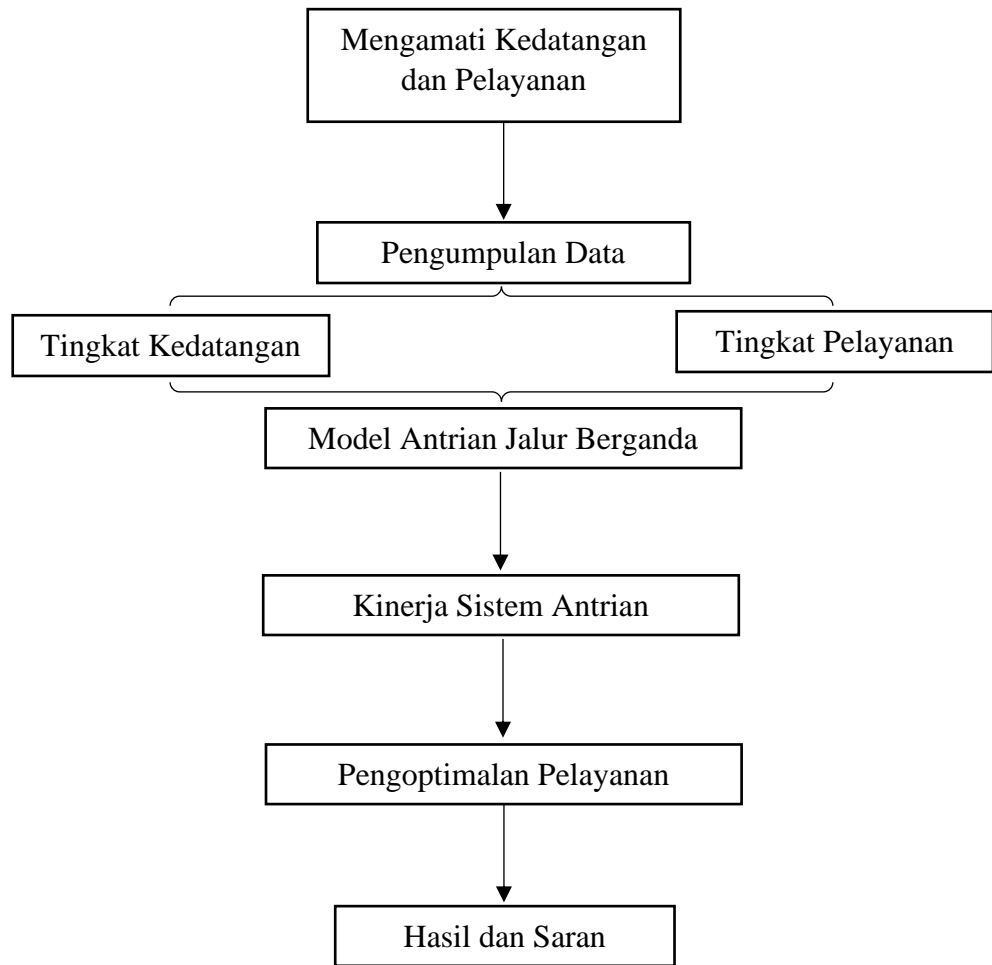 Mengamati Kedatangan
dan Pelayanan
Pengumpulan Data
Tingkat Kedatangan
Tingkat Pelayanan
Model Antrian Jalur Berganda
Kinerja Sistem Antrian
Pengoptimalan Pelayanan
Hasil dan Saran